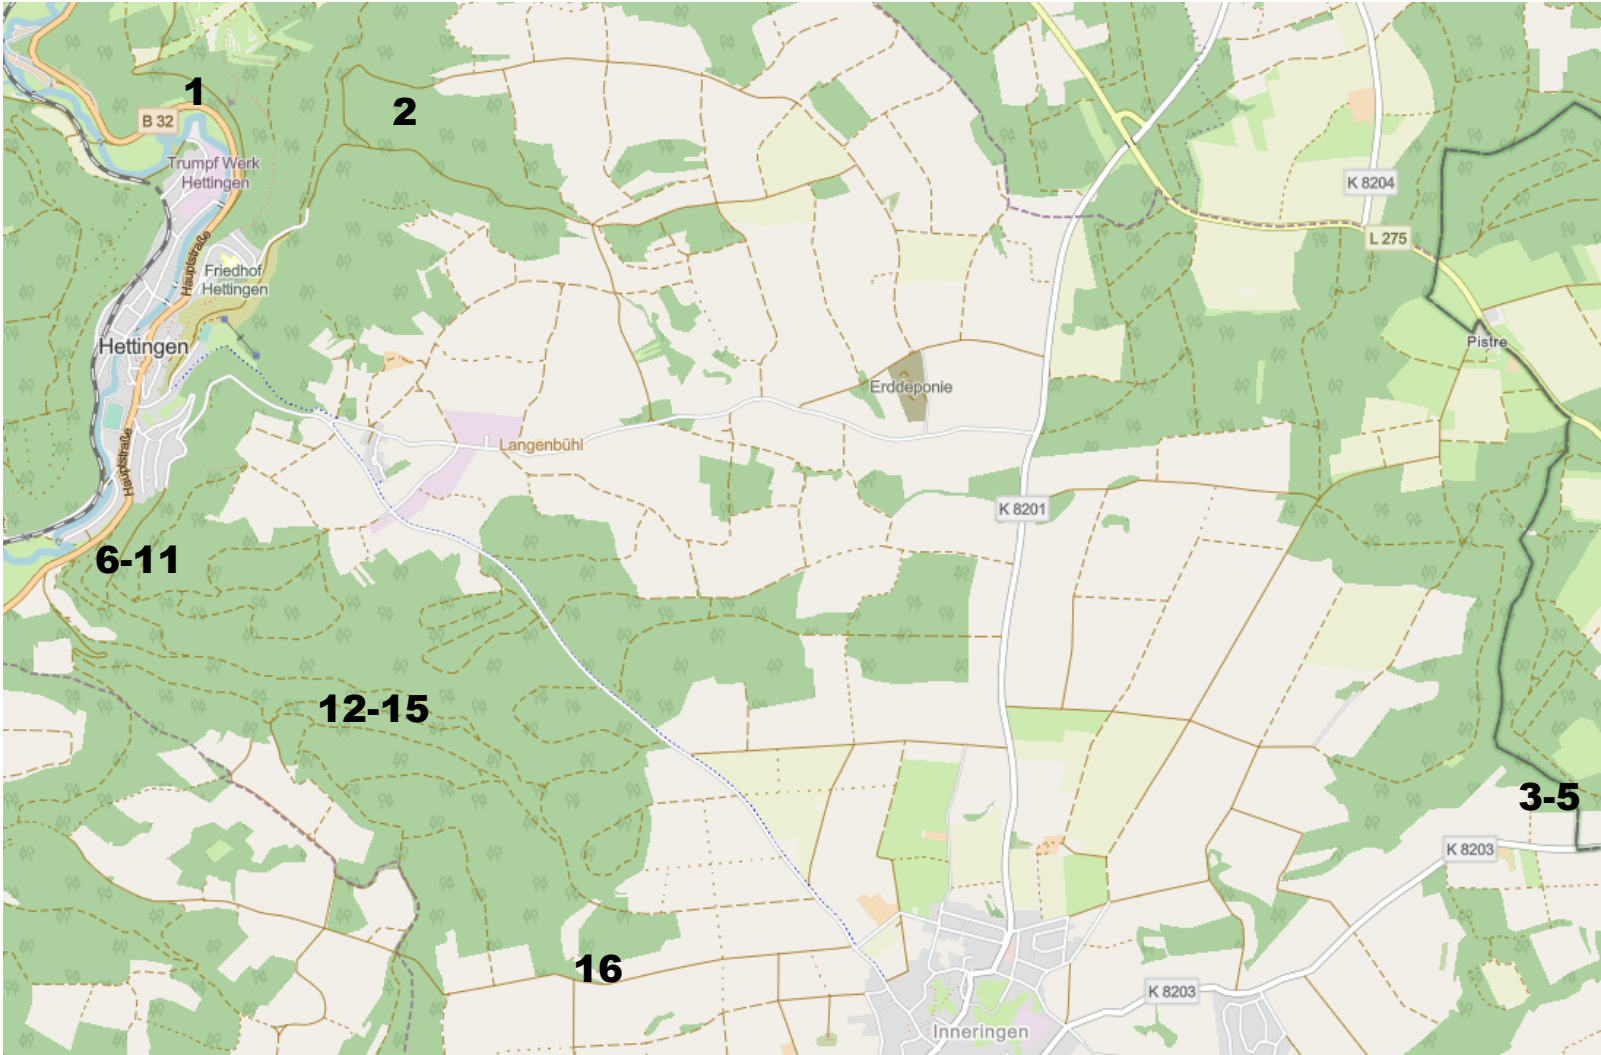 1
2
B 32
Trumpf Werk
Hettingen
K 8204
L 275
Hauptstraße
Friedhof
Hettingen
Hettingen
Pistre
Erddeponie
Hauptstraße
Langenbühl
K 8201
6-11
12-15
3-5
K 8203
16
K 8203
Inneringen